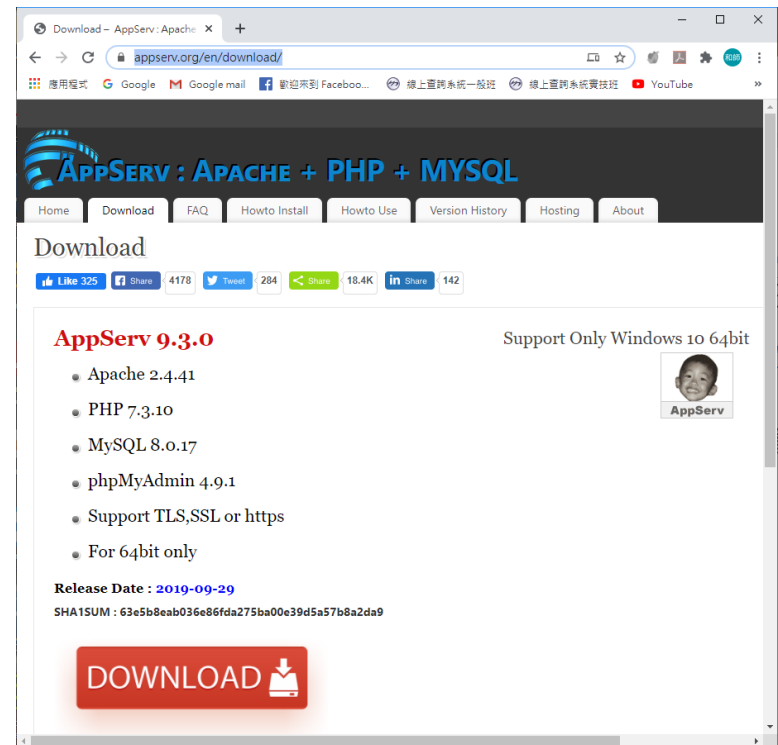 Download – AppServ : Apache
appserv.org/en/download/
和師
應用程式 Google Google mail 歡迎來到 Faceboo... 線上查詢系統一般班 線上查詢系統實技班 YouTube »
APPSERV : APACHE + PHP + MYSQL
Home Download FAQ Howto Install Howto Use Version History Hosting About
Download
Like 325 Share 4178 Tweet 284 Share 18.4K in Share 142
AppServ 9.3.0 Support Only Windows 10 64bit
Apache 2.4.41
AppServ
PHP 7.3.10
MySQL 8.0.17
phpMyAdmin 4.9.1
Support TLS,SSL or https
For 64bit only
Release Date : 2019-09-29
SHA1SUM : 63e5b8eab036e86fda275ba00e39d5a57b8a2da9
DOWNLOAD